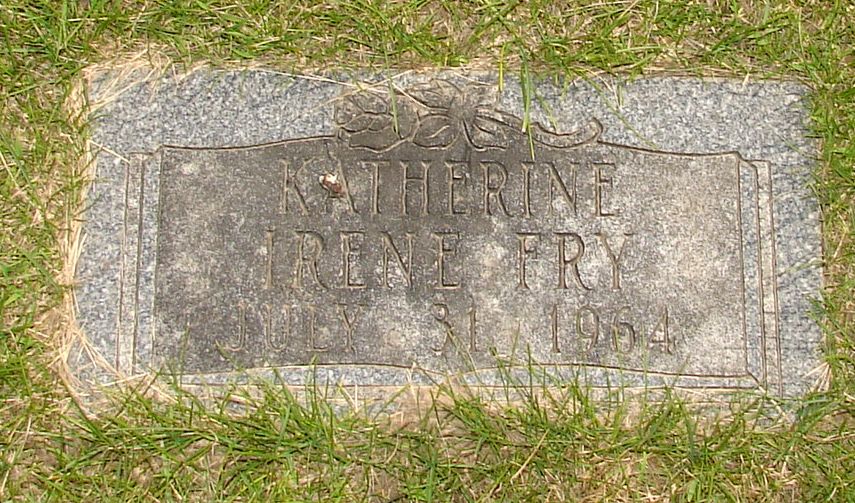 KATHERINE
IRENE FRY
JULY 31, 1964